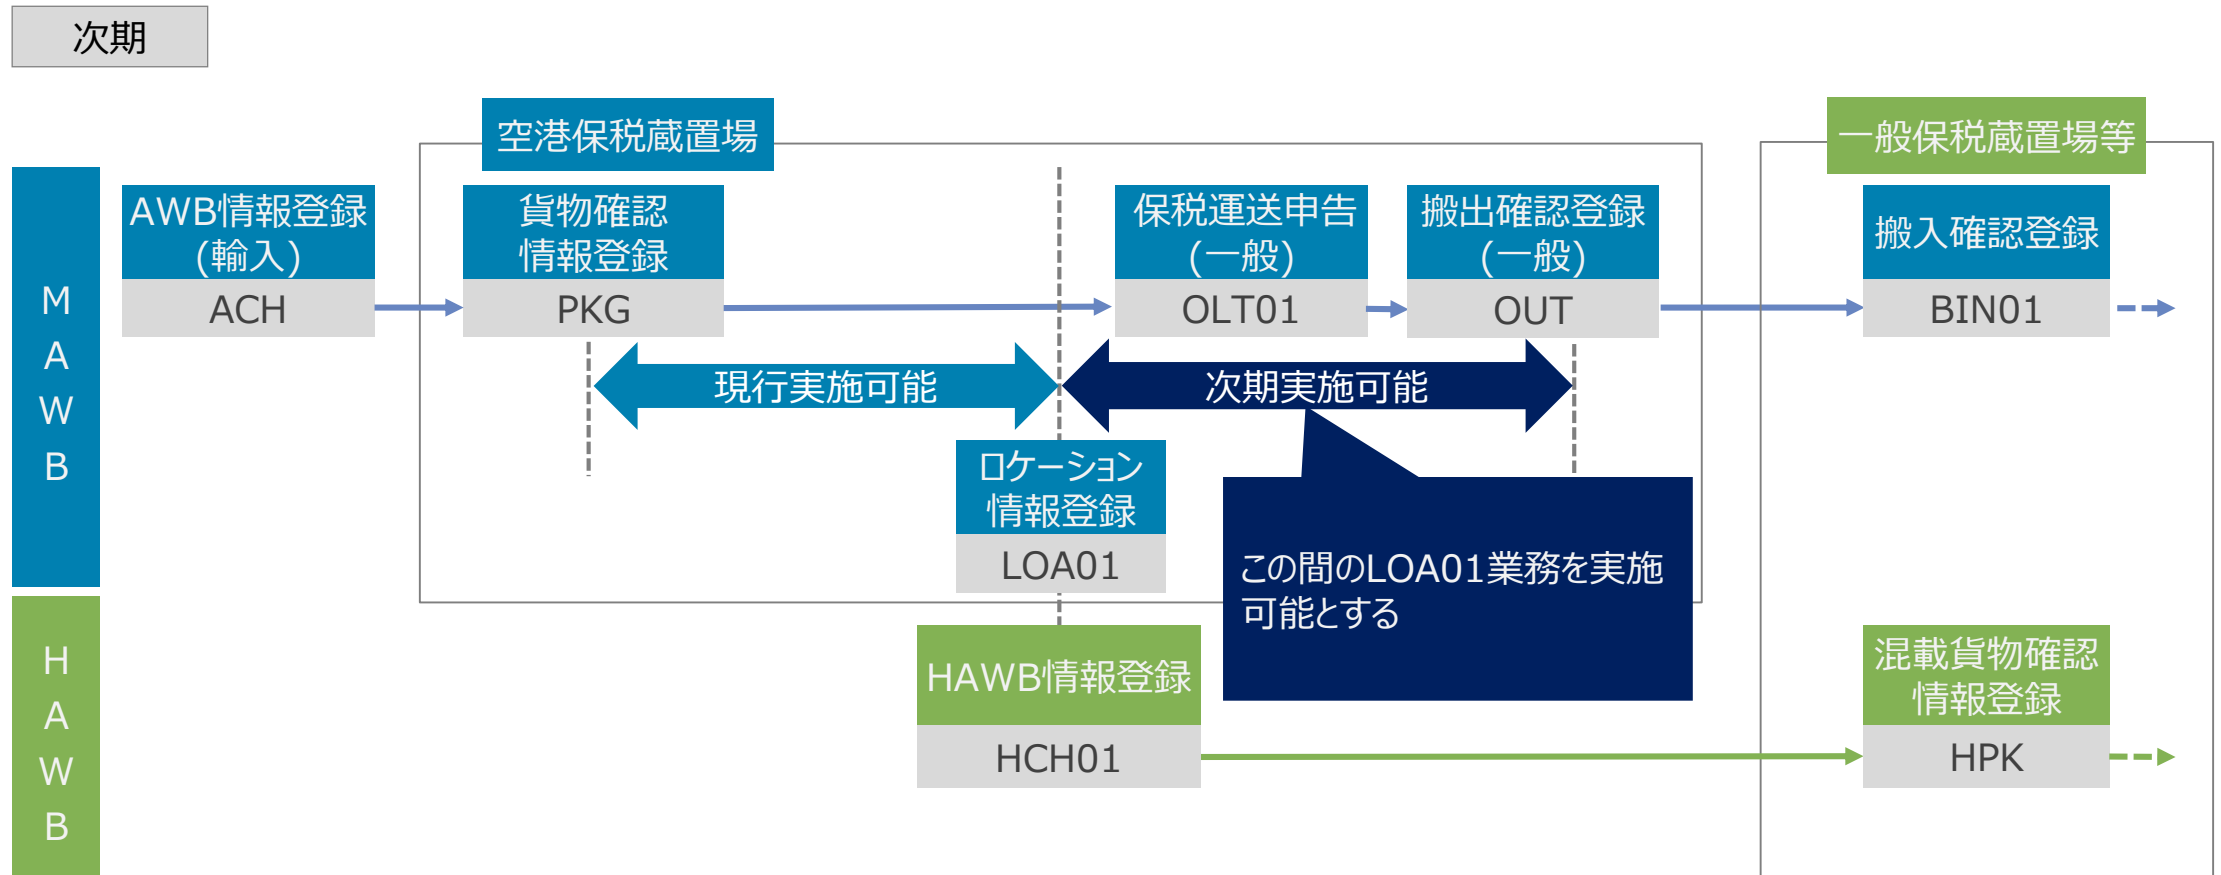 次期
空港保税蔵置場
一般保税蔵置場等
M
A
W
B
AWB情報登録
(輸入)
ACH
貨物確認
情報登録
PKG
保税運送申告
(一般)
OLT01
搬出確認登録
(一般)
OUT
搬入確認登録
BIN01
現行実施可能
次期実施可能
ロケーション
情報登録
LOA01
この間のLOA01業務を実施
可能とする
H
A
W
B
HAWB情報登録
HCH01
混載貨物確認
情報登録
HPK